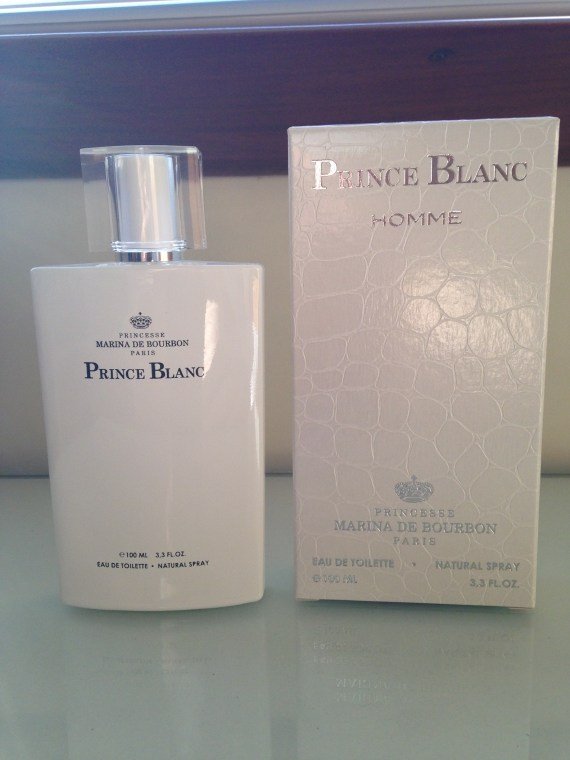 PRINCESSE
MARINA DE BOURBON
PARIS
PRINCE BLANC
e 100 ML 3,3 FL.OZ.
EAU DE TOILETTE • NATURAL SPRAY
PRINCE BLANC
HOMME
PRINCESSE
MARINA DE BOURBON
PARIS
EAU DE TOILETTE • NATURAL SPRAY
e 100 ML 3,3 FL.OZ.